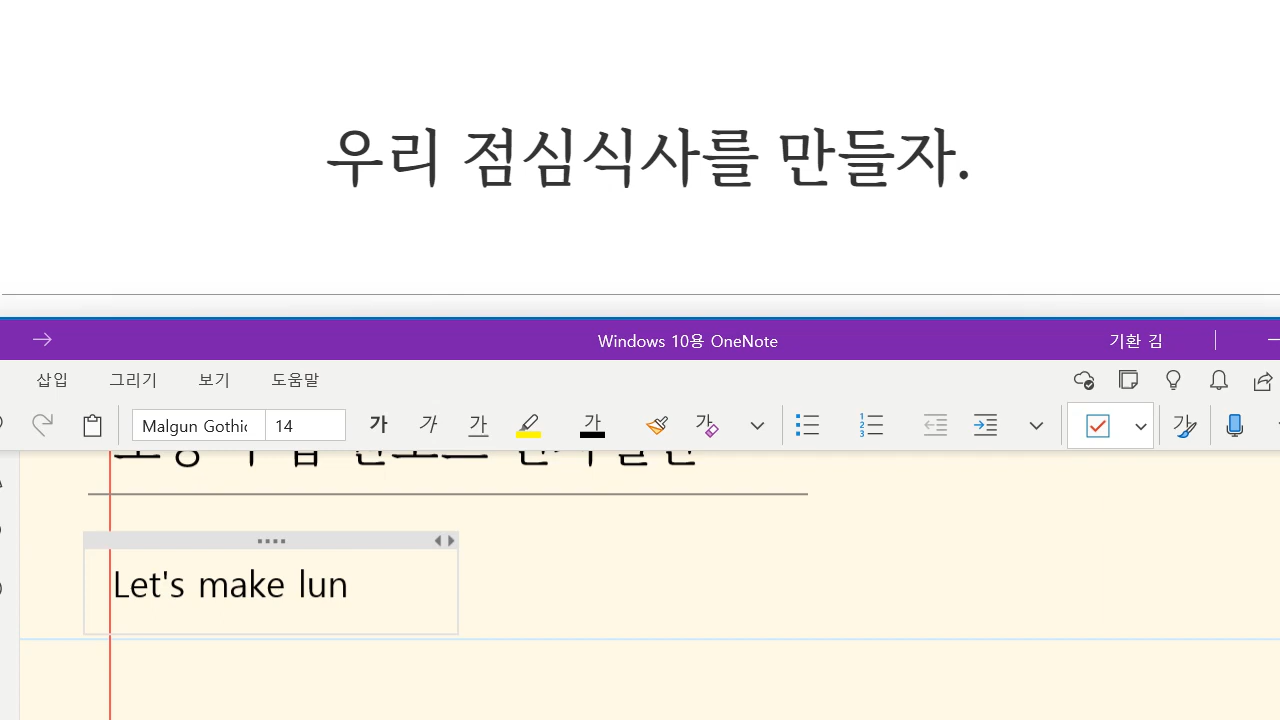 우리 점심식사를 만들자.
Windows 10용 OneNote
기환 김
삽입 그리기 보기 도움말
Malgun Gothic 14 가 가 가 가 가 가
Let's make lun